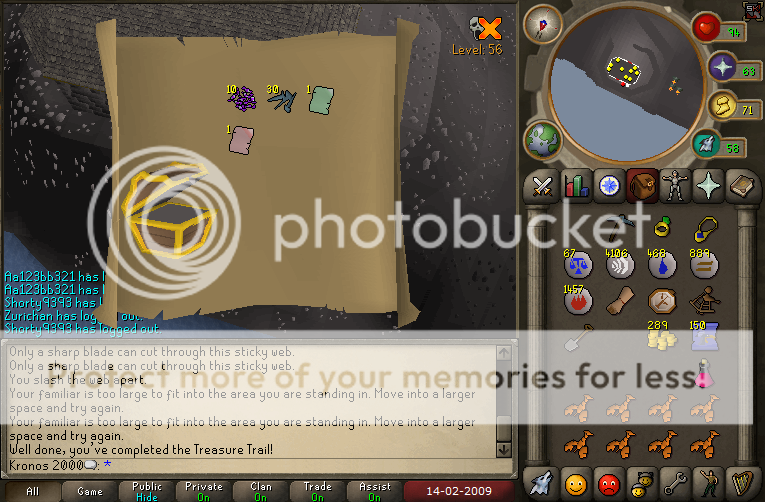 Level: 56
10 30 1
1
94
63
71
58
photobucket
67 4106 468 889
1457
289 150
Aa123bb321 has
Aa123bb321 has
Shorty9393 has
Zurichan has logged out.
Shorty9393 has logged out.
Only a sharp blade can cut through this sticky web.
Only a sharp blade can cut through this sticky web.
You slash the web apart.
Your familiar is too large to fit into the area you are standing in. Move into a larger
space and try again.
Your familiar is too large to fit into the area you are standing in. Move into a larger
space and try again.
Well done, you've completed the Treasure Trail!
Kronos 2000: *
more of your memories for less!
All Game Public Private Clan Trade Assist 14-02-2009
Hide On On On On